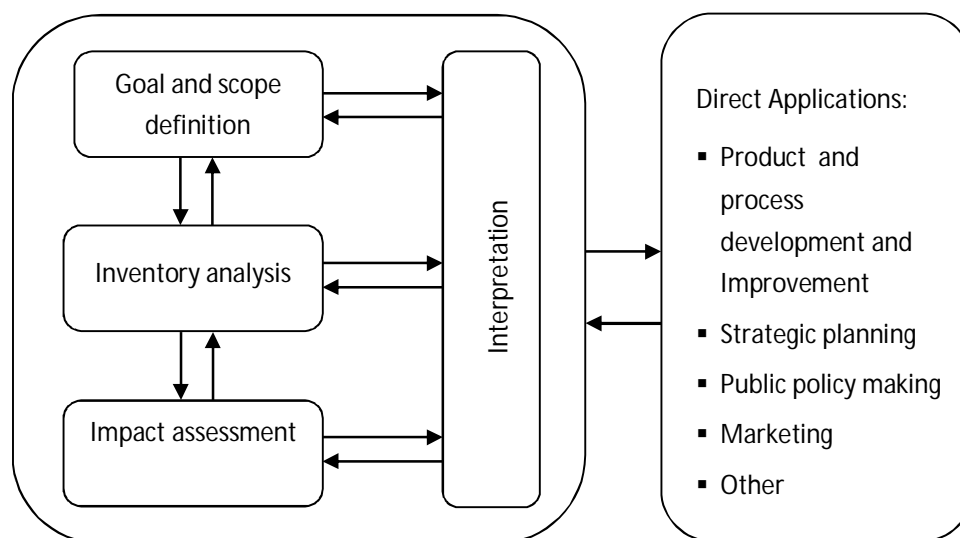 Goal and scope
definition
Inventory analysis
Impact assessment
Interpretation
Direct Applications:
▪ Product and
process
development and
Improvement
▪ Strategic planning
▪ Public policy making
▪ Marketing
▪ Other